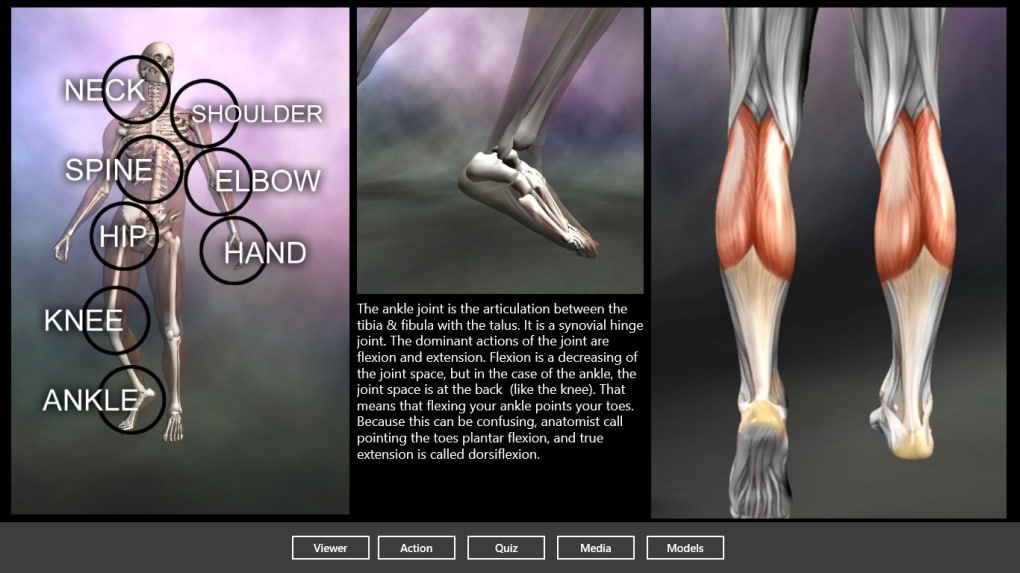 NECK
SHOULDER
SPINE
ELBOW
HIP
HAND
KNEE
ANKLE
The ankle joint is the articulation between the
tibia & fibula with the talus. It is a synovial hinge
joint. The dominant actions of the joint are
flexion and extension. Flexion is a decreasing of
the joint space, but in the case of the ankle, the
joint space is at the back  (like the knee). That
means that flexing your ankle points your toes.
Because this can be confusing, anatomist call
pointing the toes plantar flexion, and true
extension is called dorsiflexion.
Viewer
Action
Quiz
Media
Models